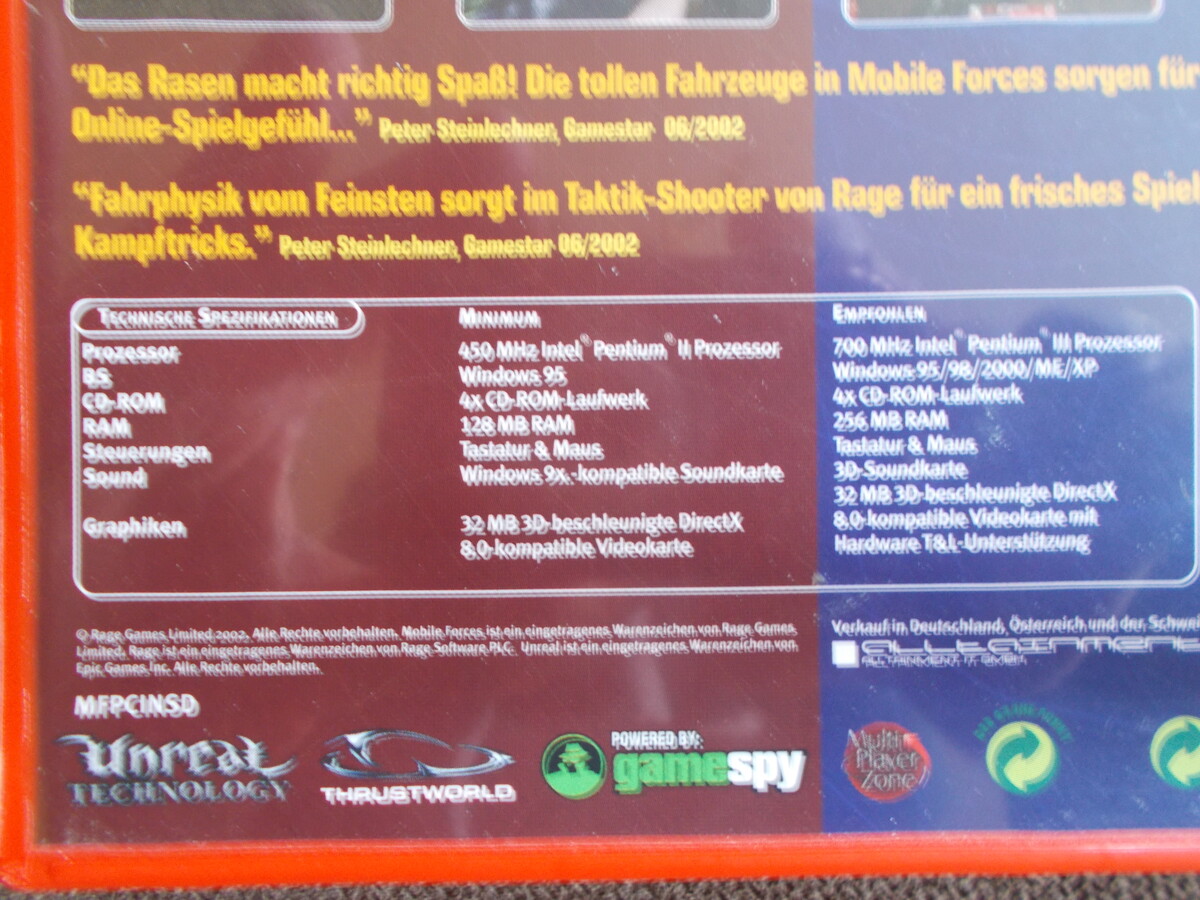 “Das Rasen macht richtig Spaß! Die tollen Fahrzeuge in Mobile Forces sorgen für
Online-Spielgefühl...” Peter Steinlechner, Gamestar 06/2002
“Fahrphysik vom Feinsten sorgt im Taktik-Shooter von Rage für ein frisches Spiel
Kampftricks.” Peter Steinlechner, Gamestar 06/2002
Technische Spezifikationen Minimum Empfohlen
Prozessor 450 MHz Intel® Pentium® II Prozessor 700 MHz Intel® Pentium® III Prozessor
BS Windows 95 Windows 95/98/2000/ME/XP
CD-ROM 4x CD-ROM-Laufwerk 4x CD-ROM-Laufwerk
RAM 128 MB RAM 256 MB RAM
Steuerungen Tastatur & Maus Tastatur & Maus
Sound Windows 9x.-kompatible Soundkarte 3D-Soundkarte
32 MB 3D-beschleunigte DirectX
Graphiken 32 MB 3D-beschleunigte DirectX 8.0-kompatible Videokarte mit
8.0-kompatible Videokarte Hardware T&L-Unterstützung
© Rage Games Limited 2002. Alle Rechte vorbehalten. Mobile Forces ist ein eingetragenes Warenzeichen von Rage Games
Limited. Rage ist ein eingetragenes Warenzeichen von Rage Software PLC. Unreal ist ein eingetragenes Warenzeichen von
Epic Games Inc. Alle Rechte vorbehalten.
Verkauf in Deutschland, Österreich und der Schwei
alltainment
ALLTAINMENT IT GMBH
MFPCINSD
Unreal
TECHNOLOGY
THRUSTWORLD
POWERED BY:
gamespy
Multi
Player
Zone
DER GRÜNE PUNKT